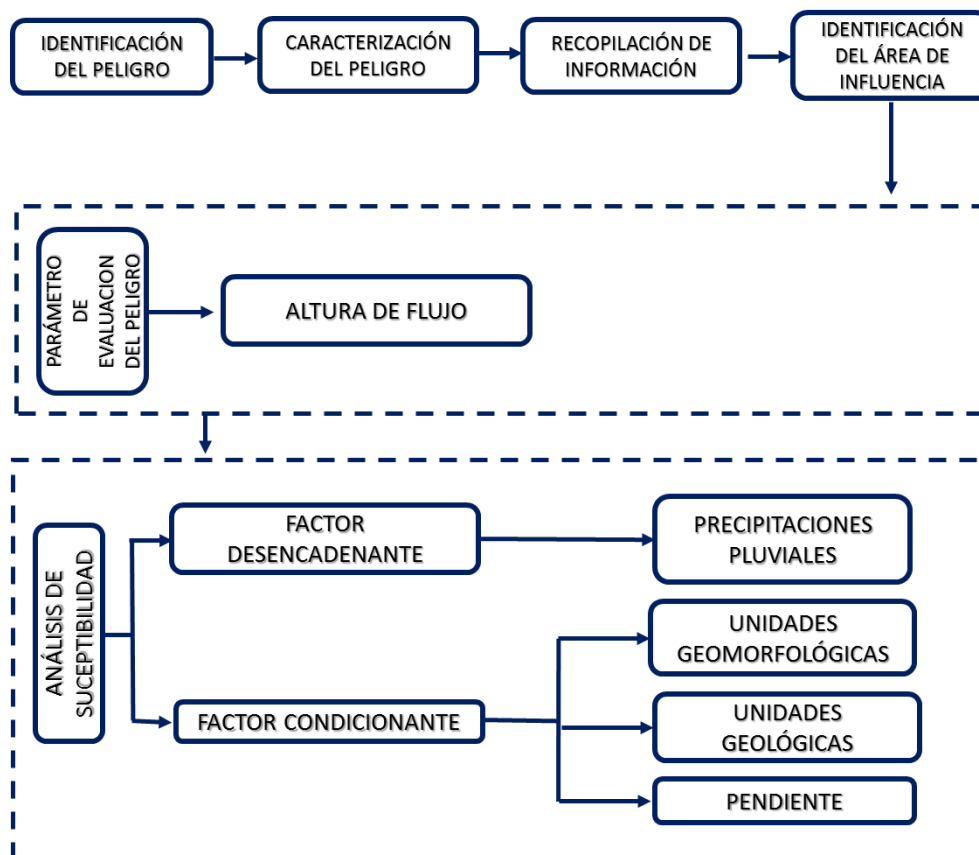 IDENTIFICACIÓN
DEL PELIGRO
CARACTERIZACIÓN
DEL PELIGRO
RECOPILACIÓN DE
INFORMACIÓN
IDENTIFICACIÓN
DEL ÁREA DE
INFLUENCIA
PARÁMETRO
DE
EVALUACION
DEL PELIGRO
ALTURA DE FLUJO
ANÁLISIS DE
SUCEPTIBILIDAD
FACTOR
DESENCADENANTE
PRECIPITACIONES
PLUVIALES
FACTOR CONDICIONANTE
UNIDADES
GEOMORFOLÓGICAS
UNIDADES
GEOLÓGICAS
PENDIENTE